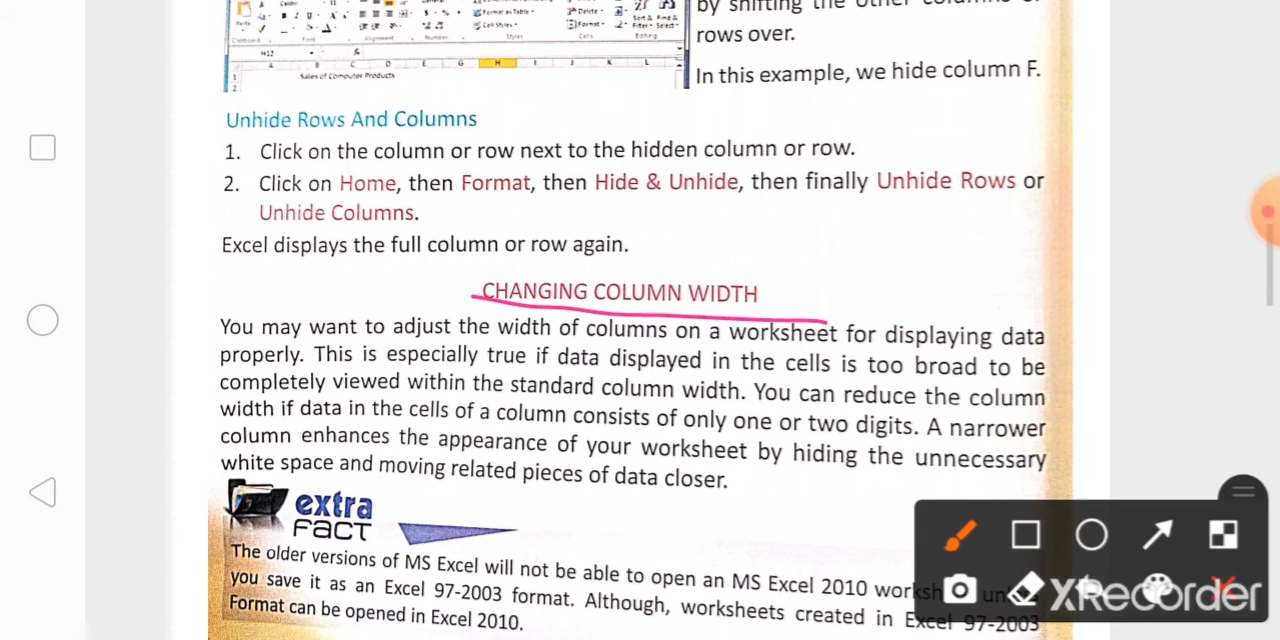 Sales of Computer Products
rows over.
In this example, we hide column F.
Unhide Rows And Columns
1. Click on the column or row next to the hidden column or row.
2. Click on Home, then Format, then Hide & Unhide, then finally Unhide Rows or
Unhide Columns.
Excel displays the full column or row again.
CHANGING COLUMN WIDTH
You may want to adjust the width of columns on a worksheet for displaying data
properly. This is especially true if data displayed in the cells is too broad to be
completely viewed within the standard column width. You can reduce the column
width if data in the cells of a column consists of only one or two digits. A narrower
column enhances the appearance of your worksheet by hiding the unnecessary
white space and moving related pieces of data closer.
extra
FACT
The older versions of MS Excel will not be able to open an MS Excel 2010
you save it as an Excel 97-2003 format. Although, worksheets created in Excel 97-2003
Format can be opened in Excel 2010.
XRecorder